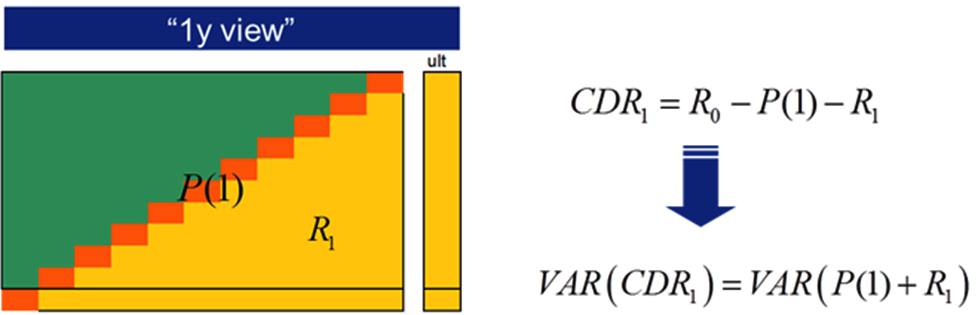 “1y view”
ult
P(1)
R₁
CDR₁ = R₀ − P(1) − R₁
VAR(CDR₁) = VAR(P(1) + R₁)